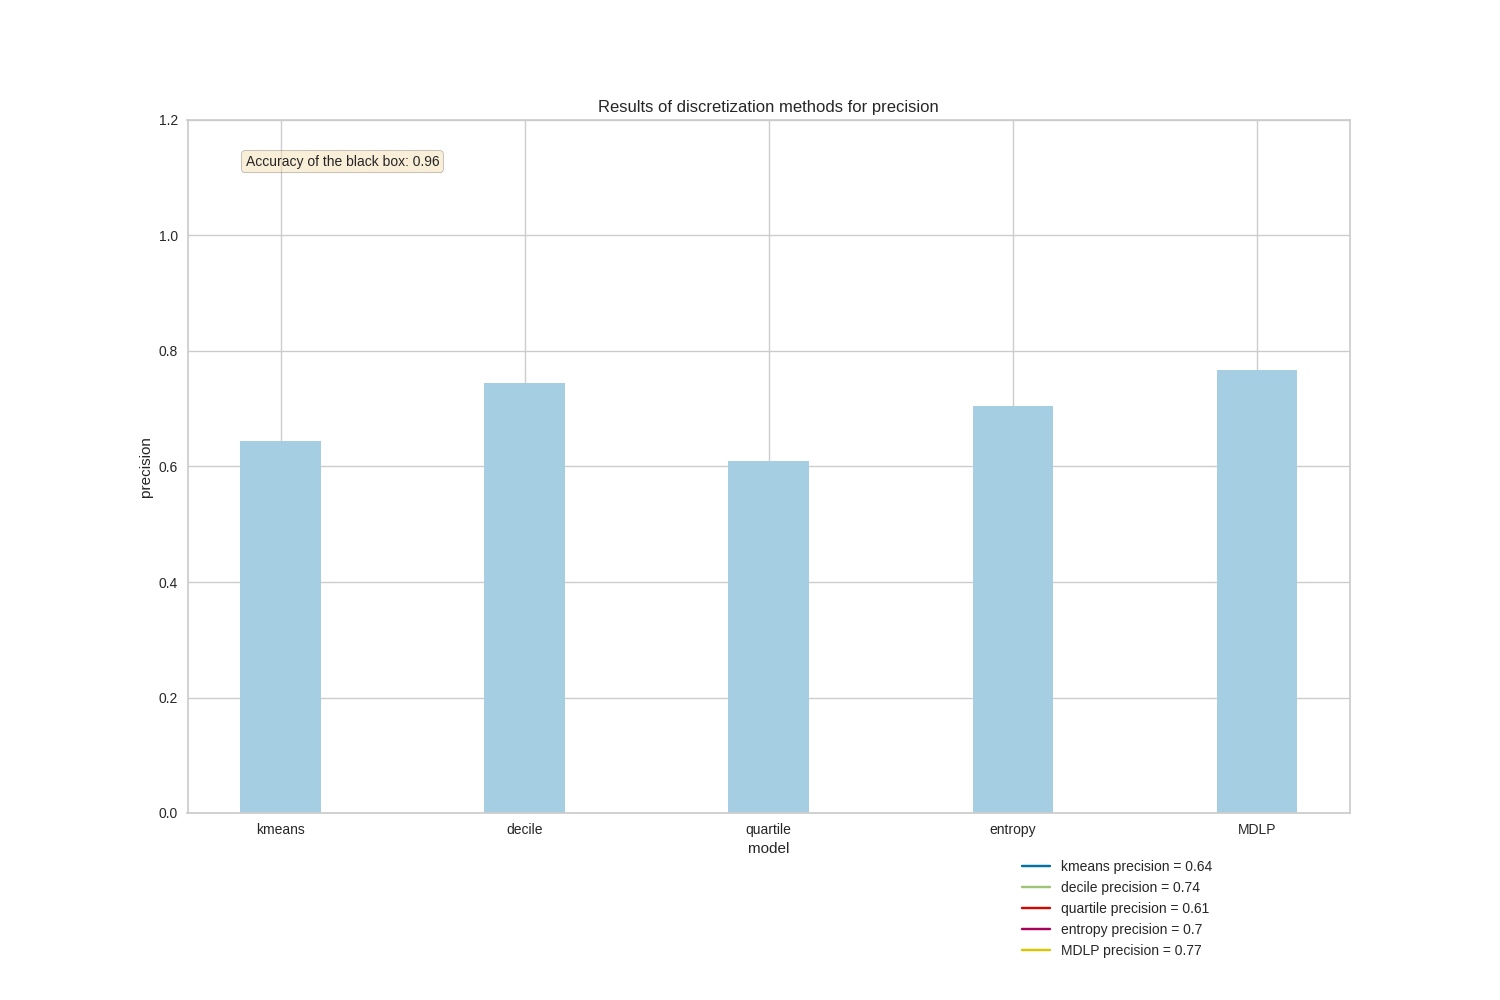 Results of discretization methods for precision
1.2
Accuracy of the black box: 0.96
1.0
0.8
0.6
precision
0.4
0.2
0.0
kmeans decile quartile entropy MDLP
model
kmeans precision = 0.64
decile precision = 0.74
quartile precision = 0.61
entropy precision = 0.7
MDLP precision = 0.77